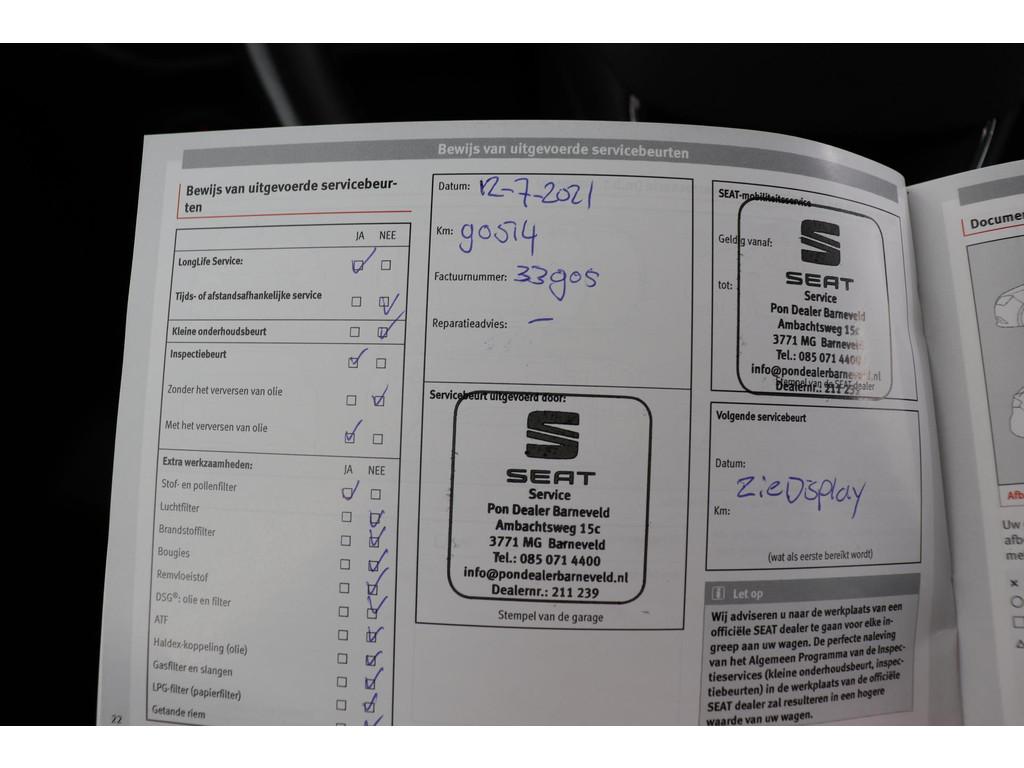 Bewijs van uitgevoerde servicebeurten
Bewijs van uitgevoerde servicebeur-
ten
JA NEE
LongLife Service:
Tijds- of afstandsafhankelijke service
Kleine onderhoudsbeurt
Inspectiebeurt
Zonder het verversen van olie
Met het verversen van olie
Extra werkzaamheden: JA NEE
Stof- en pollenfilter
Luchtfilter
Brandstoffilter
Bougies
Remvloeistof
DSG®: olie en filter
ATF
Haldex-koppeling (olie)
Gasfilter en slangen
LPG-filter (papierfilter)
Getande riem
22
Datum: 12-7-2021
Km: 90514
Factuurnummer: 33905
Reparatieadvies: –
Servicebeurt uitgevoerd door:
SEAT
Service
Pon Dealer Barneveld
Ambachtsweg 15c
3771 MG Barneveld
Tel.: 085 071 4400
info@pondealerbarneveld.nl
Dealernr.: 211 239
Stempel van de garage
SEAT-mobiliteitsservice
Geldig vanaf:
tot:
SEAT
Service
Pon Dealer Barneveld
Ambachtsweg 15c
3771 MG Barneveld
Tel.: 085 071 4400
info@pondealerbarneveld.nl
Stempel van de SEAT-dealer
Dealernr.: 211 239
Volgende servicebeurt
Datum:
Zie Display
Km:
(wat als eerste bereikt wordt)
Let op
Wij adviseren u naar de werkplaats van een
officiële SEAT dealer te gaan voor elke in-
greep aan uw wagen. De perfecte naleving
van het Algemeen Programma van de Inspec-
tieservices (kleine onderhoudsbeurt, inspec-
tiebeurten) in de werkplaats van de officiële
SEAT dealer zal resulteren in een hogere
waarde van uw wagen.
Documen
Afb
Uw
afb
me